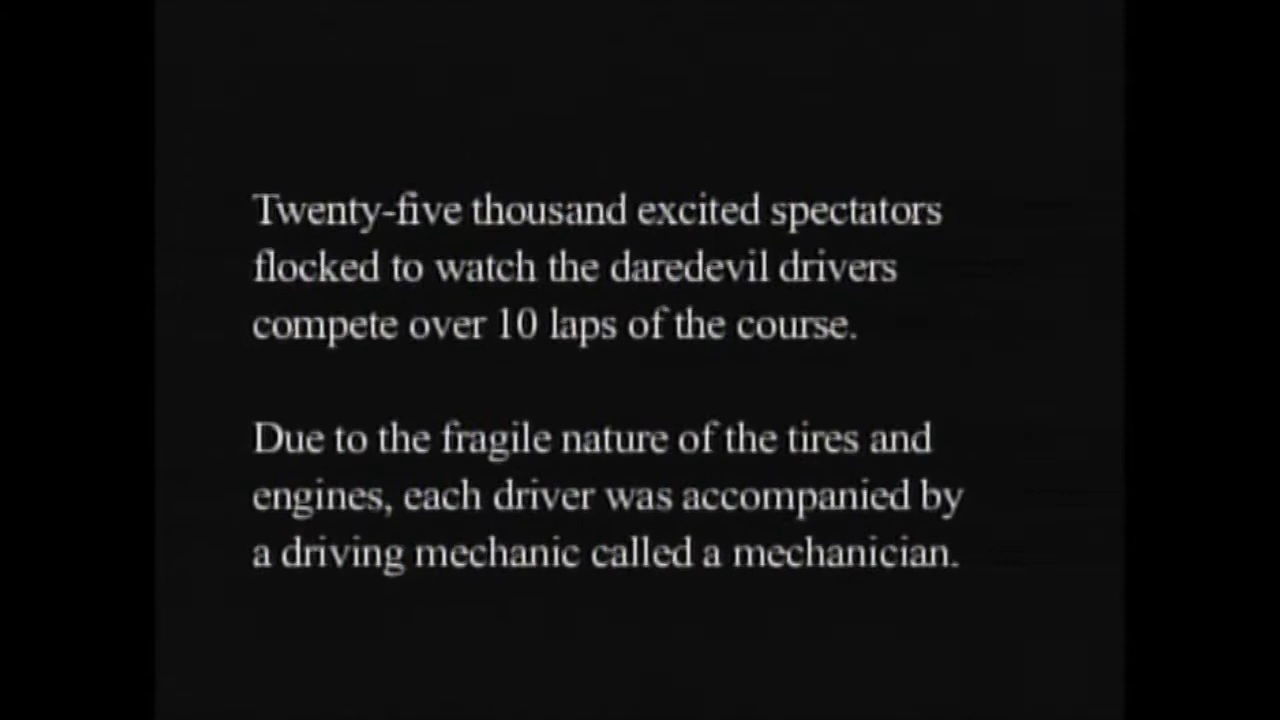 Twenty-five thousand excited spectators
flocked to watch the daredevil drivers
compete over 10 laps of the course.
Due to the fragile nature of the tires and
engines, each driver was accompanied by
a driving mechanic called a mechanician.